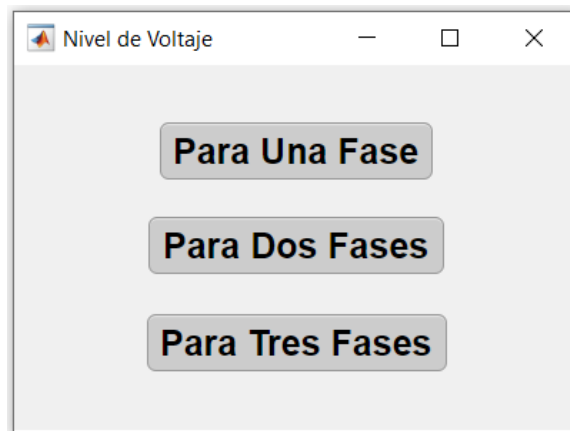 Nivel de Voltaje
Para Una Fase
Para Dos Fases
Para Tres Fases